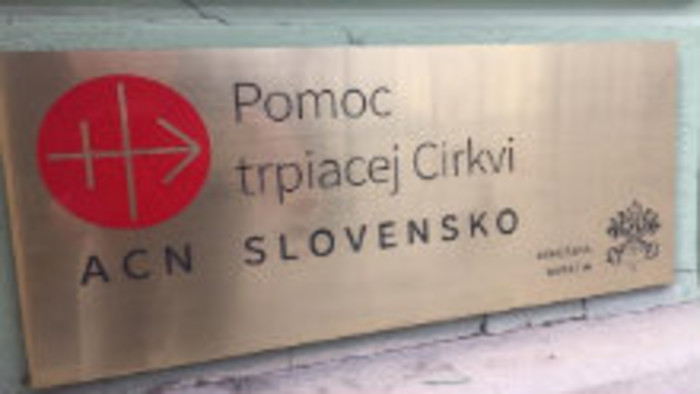 Pomoc
trpiacej Cirkvi
ACN SLOVENSKO